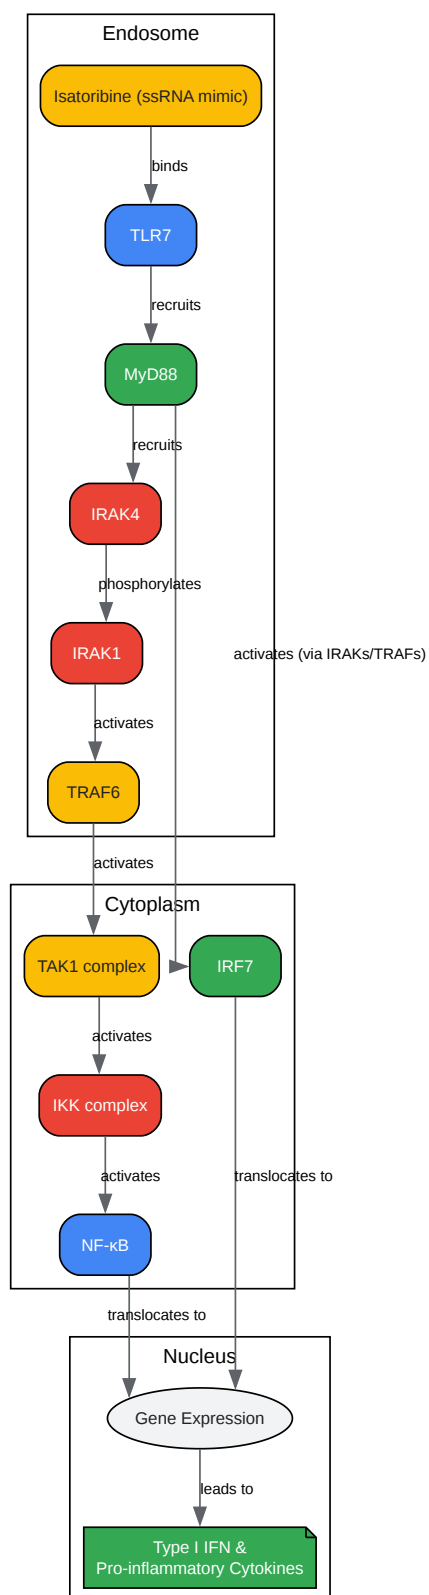 Endosome
Isatoribine (ssRNA mimic)
binds
TLR7
recruits
MyD88
recruits
IRAK4
phosphorylates
IRAK1
activates (via IRAKs/TRAFs)
activates
TRAF6
activates
Cytoplasm
TAK1 complex
IRF7
activates
IKK complex
activates
translocates to
NF-κB
translocates to
Nucleus
Gene Expression
leads to
Type I IFN &
Pro-inflammatory Cytokines